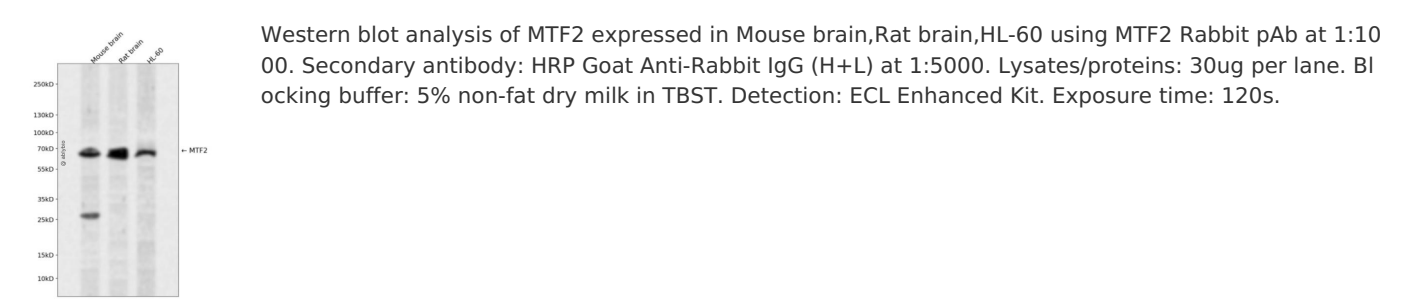 Mouse brain
Rat brain
HL-60
250kD
130kD
100kD
70kD
55kD
35kD
25kD
15kD
10kD
← MTF2
Western blot analysis of MTF2 expressed in Mouse brain,Rat brain,HL-60 using MTF2 Rabbit pAb at 1:10
00. Secondary antibody: HRP Goat Anti-Rabbit IgG (H+L) at 1:5000. Lysates/proteins: 30ug per lane. Bl
ocking buffer: 5% non-fat dry milk in TBST. Detection: ECL Enhanced Kit. Exposure time: 120s.